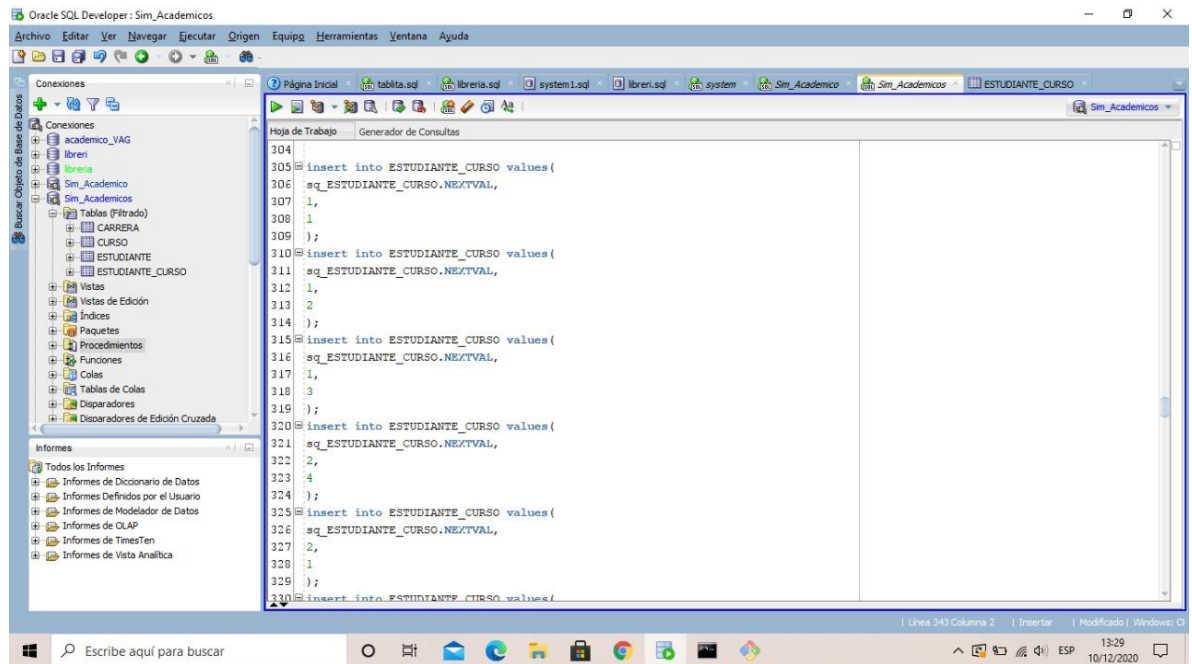 Oracle SQL Developer : Sim_Academicos
Archivo Editar Ver Navegar Ejecutar Origen Equipo Herramientas Ventana Ayuda
Conexiones
Página Inicial tablita.sql libreria.sql system1.sql libreri.sql system Sim_Academico Sim_Academicos ESTUDIANTE_CURSO
Sim_Academicos
Hoja de Trabajo Generador de Consultas
Buscar Objeto de Base de Datos
Conexiones
academico_VAG
libreri
libreria
Sim_Academico
Sim_Academicos
Tablas (Filtrado)
CARRERA
CURSO
ESTUDIANTE
ESTUDIANTE_CURSO
Vistas
Vistas de Edición
Índices
Paquetes
Procedimientos
Funciones
Colas
Tablas de Colas
Disparadores
Disparadores de Edición Cruzada
Informes
Todos los Informes
Informes de Diccionario de Datos
Informes Definidos por el Usuario
Informes de Modelador de Datos
Informes de OLAP
Informes de TimesTen
Informes de Vista Analítica
304
305 insert into ESTUDIANTE_CURSO values(
306 sq_ESTUDIANTE_CURSO.NEXTVAL,
307 1,
308 1
309 );
310 insert into ESTUDIANTE_CURSO values(
311 sq_ESTUDIANTE_CURSO.NEXTVAL,
312 1,
313 2
314 );
315 insert into ESTUDIANTE_CURSO values(
316 sq_ESTUDIANTE_CURSO.NEXTVAL,
317 1,
318 3
319 );
320 insert into ESTUDIANTE_CURSO values(
321 sq_ESTUDIANTE_CURSO.NEXTVAL,
322 2,
323 4
324 );
325 insert into ESTUDIANTE_CURSO values(
326 sq_ESTUDIANTE_CURSO.NEXTVAL,
327 2,
328 1
329 );
330 insert into ESTUDIANTE_CURSO values(
Línea 343 Columna 2 | Insertar | Modificado | Windows: Cl
Escribe aquí para buscar
ESP
13:29
10/12/2020